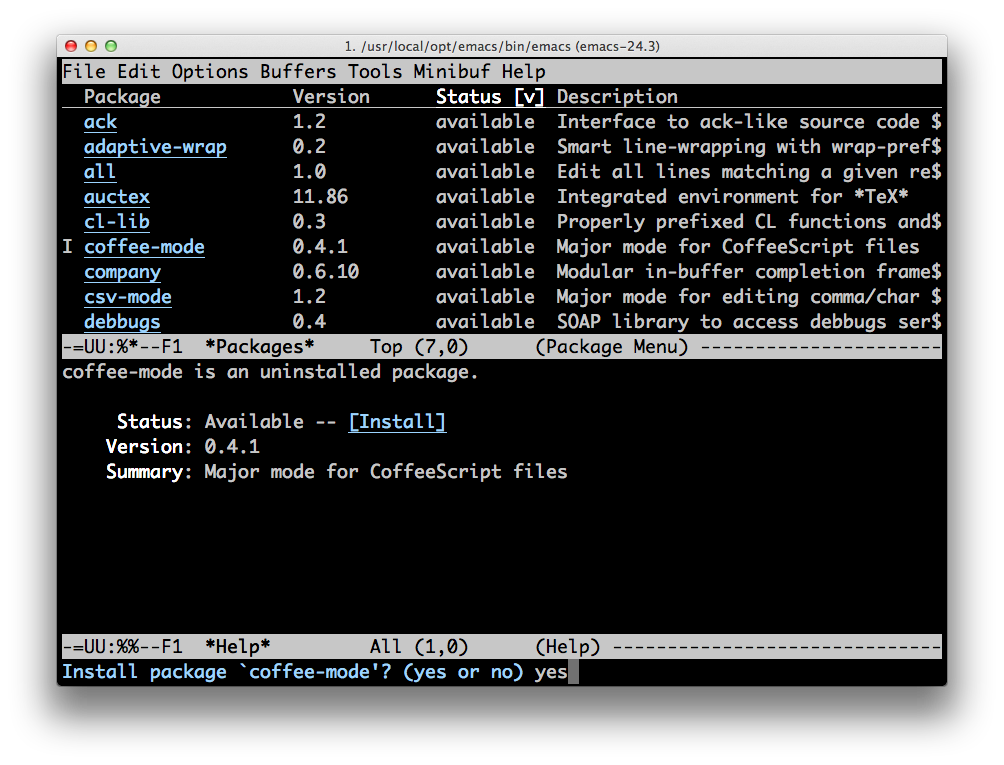 1. /usr/local/opt/emacs/bin/emacs (emacs-24.3)
File Edit Options Buffers Tools Minibuf Help
Package Version Status [v] Description
ack 1.2 available Interface to ack-like source code $
adaptive-wrap 0.2 available Smart line-wrapping with wrap-pref$
all 1.0 available Edit all lines matching a given re$
auctex 11.86 available Integrated environment for *TeX*
cl-lib 0.3 available Properly prefixed CL functions and$
I coffee-mode 0.4.1 available Major mode for CoffeeScript files
company 0.6.10 available Modular in-buffer completion frame$
csv-mode 1.2 available Major mode for editing comma/char $
debbugs 0.4 available SOAP library to access debbugs ser$
-=UU:%*--F1 *Packages* Top (7,0) (Package Menu) ----------------------
coffee-mode is an uninstalled package.
Status: Available -- [Install]
Version: 0.4.1
Summary: Major mode for CoffeeScript files
-=UU:%%--F1 *Help* All (1,0) (Help) ------------------------------
Install package `coffee-mode'? (yes or no) yes